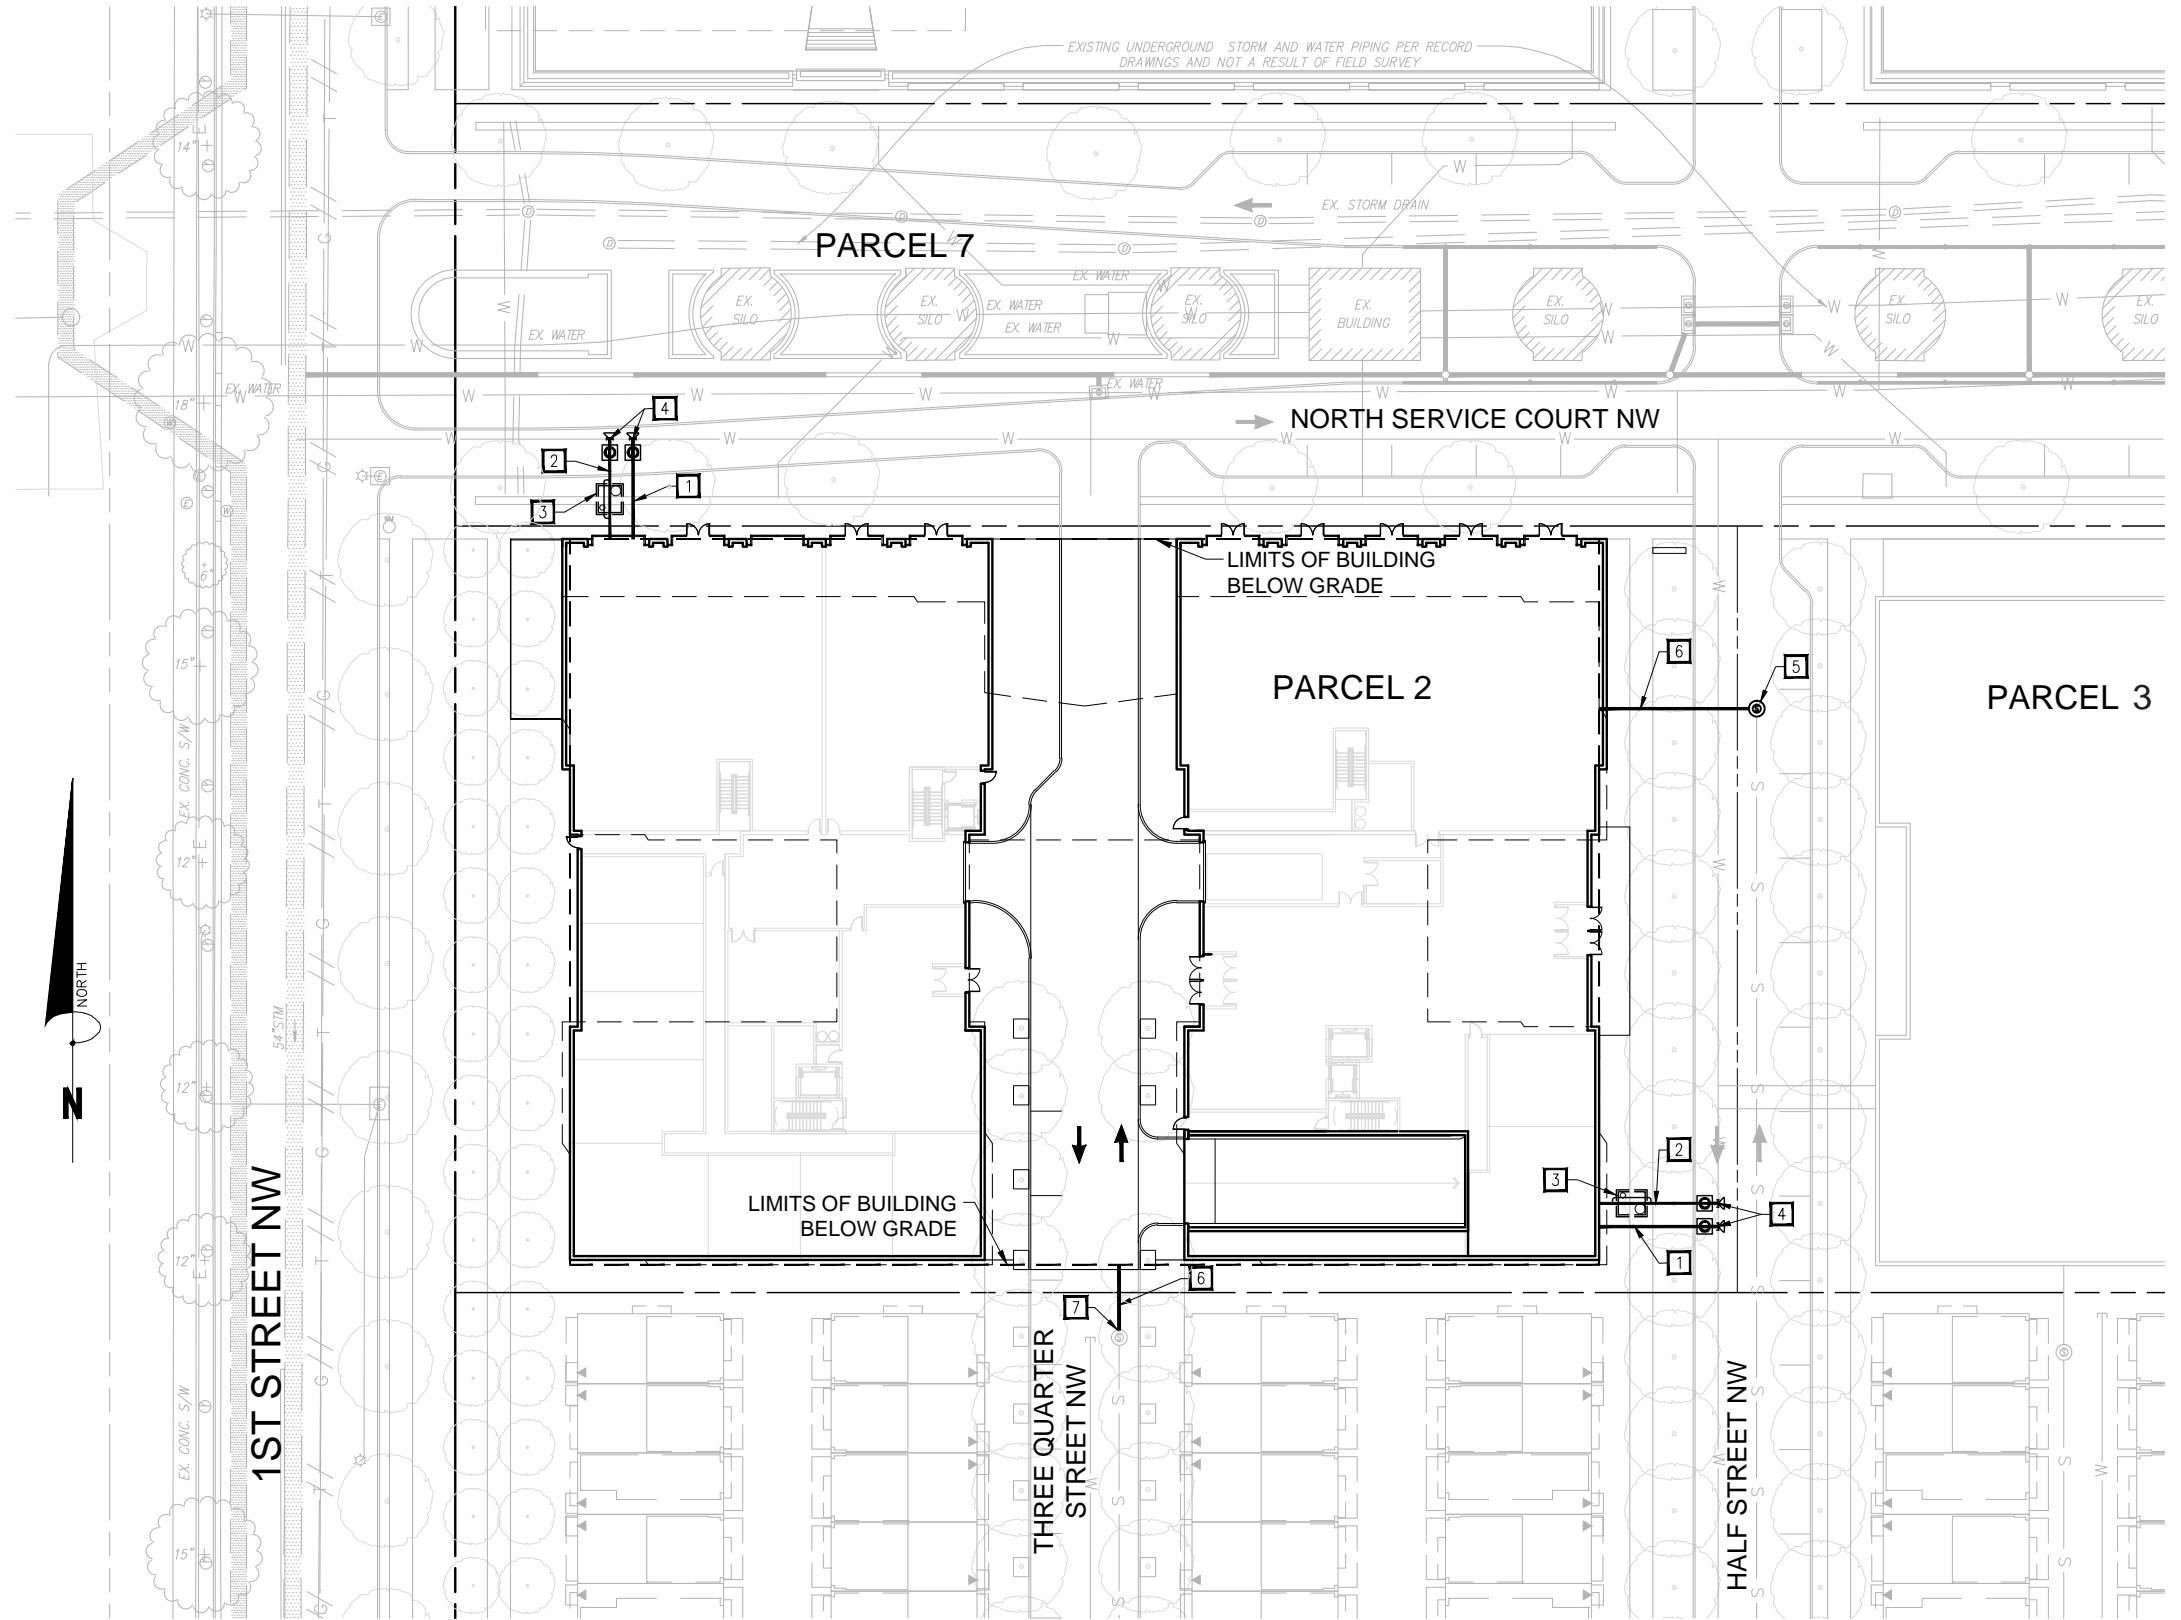 EXISTING UNDERGROUND STORM AND WATER PIPING PER RECORD
DRAWINGS AND NOT A RESULT OF FIELD SURVEY
14"
EX. STORM DRAIN
PARCEL 7
EX. WATER
EX. WATER
EX. WATER
EX. WATER
EX.
SILO
EX.
SILO
EX.
SILO
EX.
BUILDING
EX.
SILO
EX.
SILO
EX.
SILO
EX. WATER
EX. WATER
18"
4
NORTH SERVICE COURT NW
2
1
3
LIMITS OF BUILDING
BELOW GRADE
6"
15"
6
5
PARCEL 2
PARCEL 3
EX. CONC. S/W
12"
NORTH
N
54"STM
12"
2
3
4
1
LIMITS OF BUILDING
BELOW GRADE
12"
6
7
1ST STREET NW
THREE QUARTER
STREET NW
HALF STREET NW
EX. CONC. S/W
15"